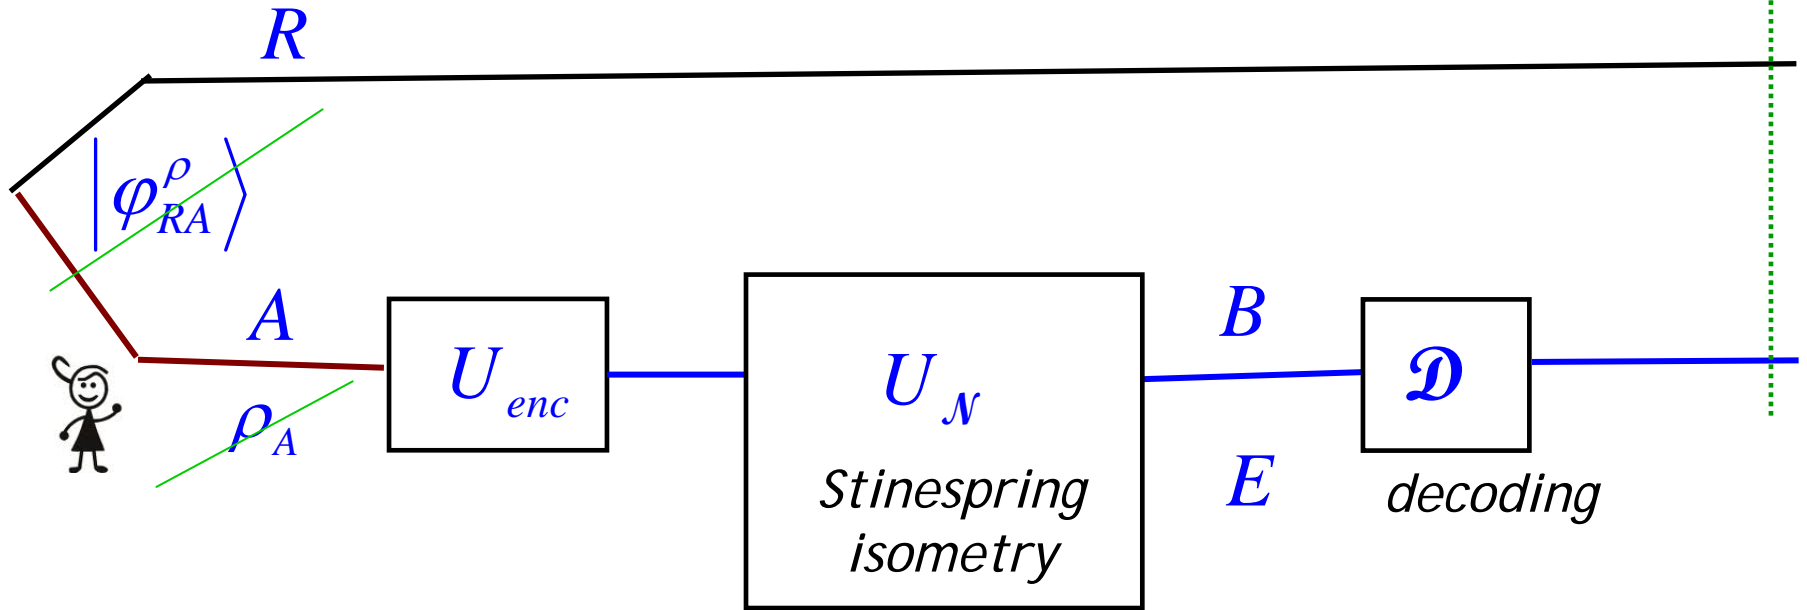 R
|φ^ρ_RA⟩
A
ρ_A
U_enc
U_𝒩
Stinespring
isometry
B
E
𝒟
decoding